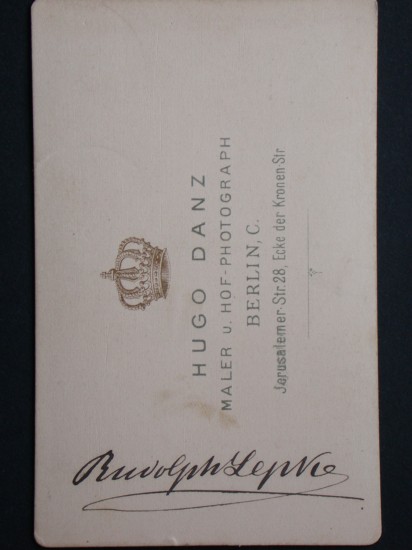 HUGO DANZ
MALER U. HOF-PHOTOGRAPH
BERLIN, C.
Jerusalemer-Str. 28, Ecke der Kronen Str
Rudolph Lepke